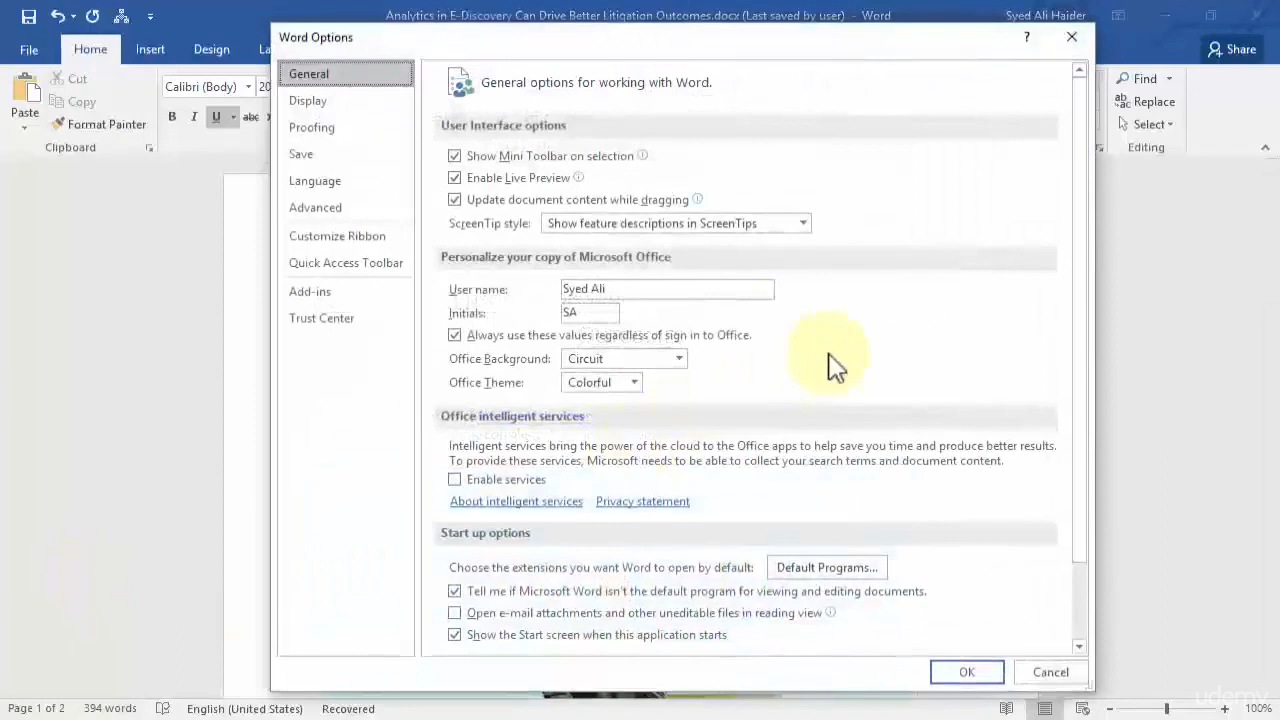 Analytics in E-Discovery Can Drive Better Litigation Outcomes.docx (Last saved by user) - Word
Syed Ali Haider
Word Options
File Home Insert Design
Share
Cut
Copy
Paste
Format Painter
Clipboard
Calibri (Body) 20
B I U abc
Find
Replace
Select
Editing
General
Display
Proofing
Save
Language
Advanced
Customize Ribbon
Quick Access Toolbar
Add-ins
Trust Center
General options for working with Word.
User Interface options
Show Mini Toolbar on selection
Enable Live Preview
Update document content while dragging
ScreenTip style: Show feature descriptions in ScreenTips
Personalize your copy of Microsoft Office
User name: Syed Ali
Initials: SA
Always use these values regardless of sign in to Office.
Office Background: Circuit
Office Theme: Colorful
Office intelligent services
Intelligent services bring the power of the cloud to the Office apps to help save you time and produce better results.
To provide these services, Microsoft needs to be able to collect your search terms and document content.
Enable services
About intelligent services Privacy statement
Start up options
Choose the extensions you want Word to open by default: Default Programs...
Tell me if Microsoft Word isn't the default program for viewing and editing documents.
Open e-mail attachments and other uneditable files in reading view
Show the Start screen when this application starts
OK Cancel
Page 1 of 2 394 words English (United States) Recovered 100%
udemy